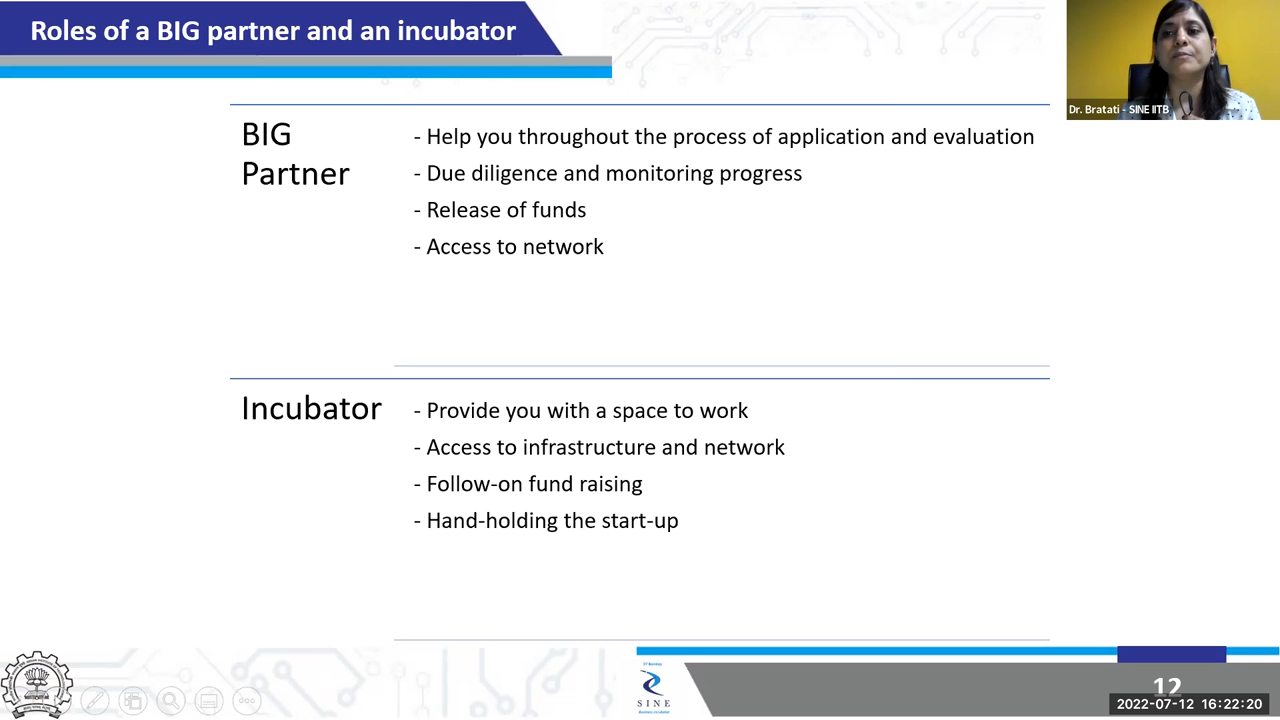 Roles of a BIG partner and an incubator
Dr. Bratati - SINE IITB
BIG
Partner
- Help you throughout the process of application and evaluation
- Due diligence and monitoring progress
- Release of funds
- Access to network
Incubator
- Provide you with a space to work
- Access to infrastructure and network
- Follow-on fund raising
- Hand-holding the start-up
IIT Bombay
SINE
12
2022-07-12 16:22:20